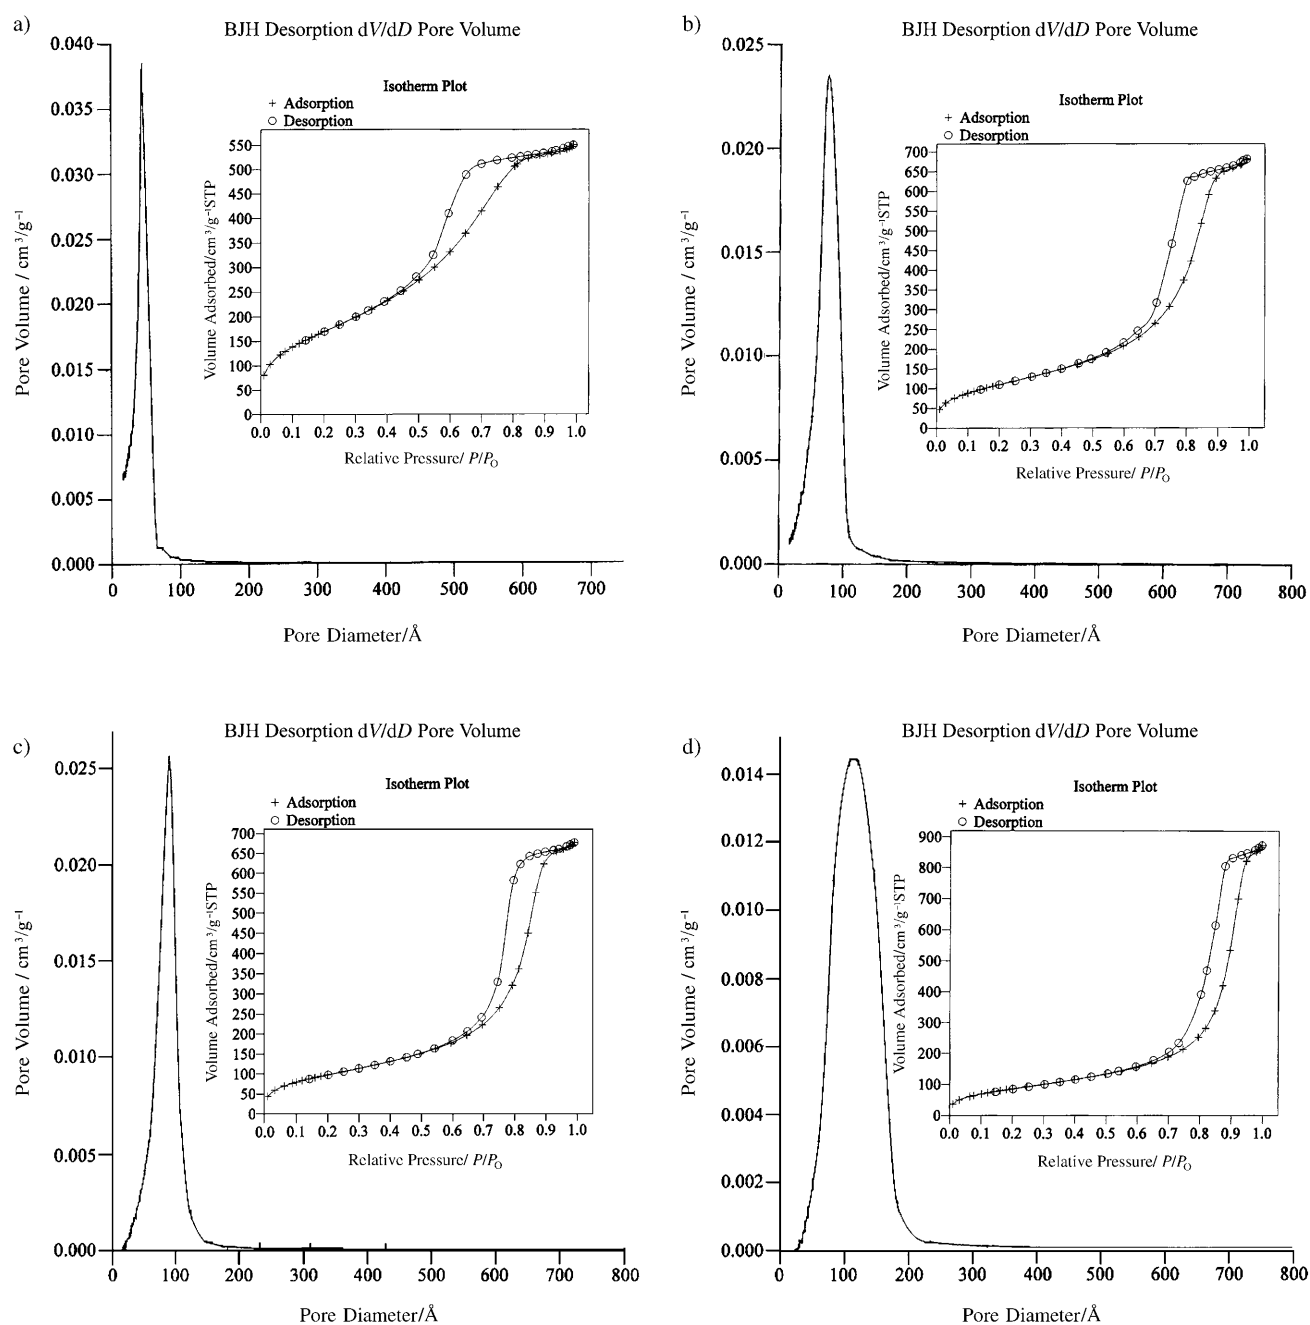 a)
BJH Desorption dV/dD Pore Volume
Isotherm Plot
+ Adsorption
○ Desorption
Pore Volume / cm³/g⁻¹
0.040
0.035
0.030
0.025
0.020
0.015
0.010
0.005
0.000
Volume Adsorbed/cm³/g⁻¹STP
550
500
450
400
350
300
250
200
150
100
50
0
0.0 0.1 0.2 0.3 0.4 0.5 0.6 0.7 0.8 0.9 1.0
Relative Pressure/ P/P₀
0 100 200 300 400 500 600 700
Pore Diameter/Å
b)
BJH Desorption dV/dD Pore Volume
Isotherm Plot
+ Adsorption
○ Desorption
Pore Volume / cm³/g⁻¹
0.025
0.020
0.015
0.010
0.005
0.000
Volume Adsorbed/cm³/g⁻¹STP
700
650
600
550
500
450
400
350
300
250
200
150
100
50
0
0.0 0.1 0.2 0.3 0.4 0.5 0.6 0.7 0.8 0.9 1.0
Relative Pressure/ P/P₀
0 100 200 300 400 500 600 700 800
Pore Diameter/Å
c)
BJH Desorption dV/dD Pore Volume
Isotherm Plot
+ Adsorption
○ Desorption
Pore Volume / cm³/g⁻¹
0.025
0.020
0.015
0.010
0.005
0.000
Volume Adsorbed/cm³/g⁻¹STP
700
650
600
550
500
450
400
350
300
250
200
150
100
50
0
0.0 0.1 0.2 0.3 0.4 0.5 0.6 0.7 0.8 0.9 1.0
Relative Pressure/ P/P₀
0 100 200 300 400 500 600 700 800
Pore Diameter/Å
d)
BJH Desorption dV/dD Pore Volume
Isotherm Plot
+ Adsorption
○ Desorption
Pore Volume / cm³/g⁻¹
0.014
0.012
0.010
0.008
0.006
0.004
0.002
0.000
Volume Adsorbed/cm³/g⁻¹STP
900
800
700
600
500
400
300
200
100
0
0.0 0.1 0.2 0.3 0.4 0.5 0.6 0.7 0.8 0.9 1.0
Relative Pressure/ P/P₀
0 100 200 300 400 500 600 700 800
Pore Diameter/Å